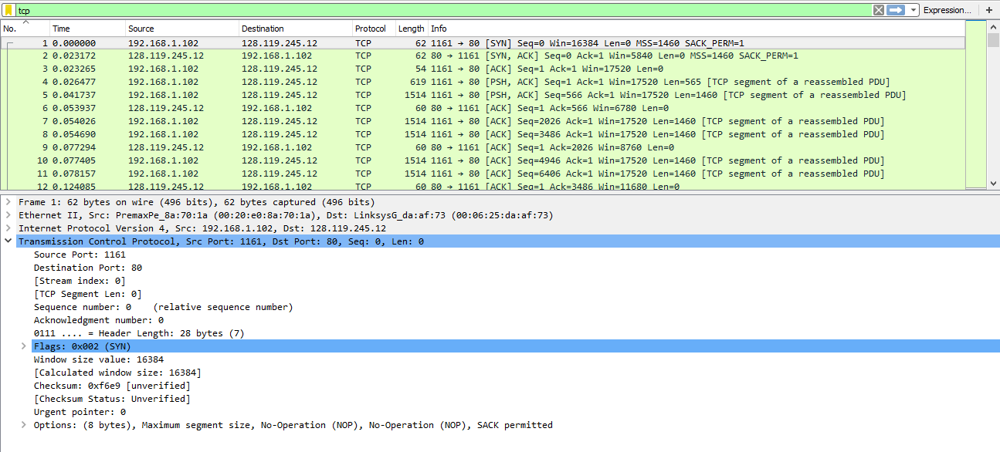 tcp Expression... +
No. Time Source Destination Protocol Length Info
1 0.000000 192.168.1.102 128.119.245.12 TCP 62 1161 → 80 [SYN] Seq=0 Win=16384 Len=0 MSS=1460 SACK_PERM=1
2 0.023172 128.119.245.12 192.168.1.102 TCP 62 80 → 1161 [SYN, ACK] Seq=0 Ack=1 Win=5840 Len=0 MSS=1460 SACK_PERM=1
3 0.023265 192.168.1.102 128.119.245.12 TCP 54 1161 → 80 [ACK] Seq=1 Ack=1 Win=17520 Len=0
4 0.026477 192.168.1.102 128.119.245.12 TCP 619 1161 → 80 [PSH, ACK] Seq=1 Ack=1 Win=17520 Len=565 [TCP segment of a reassembled PDU]
5 0.041737 192.168.1.102 128.119.245.12 TCP 1514 1161 → 80 [PSH, ACK] Seq=566 Ack=1 Win=17520 Len=1460 [TCP segment of a reassembled PDU]
6 0.053937 128.119.245.12 192.168.1.102 TCP 60 80 → 1161 [ACK] Seq=1 Ack=566 Win=6780 Len=0
7 0.054026 192.168.1.102 128.119.245.12 TCP 1514 1161 → 80 [ACK] Seq=2026 Ack=1 Win=17520 Len=1460 [TCP segment of a reassembled PDU]
8 0.054690 192.168.1.102 128.119.245.12 TCP 1514 1161 → 80 [ACK] Seq=3486 Ack=1 Win=17520 Len=1460 [TCP segment of a reassembled PDU]
9 0.077294 128.119.245.12 192.168.1.102 TCP 60 80 → 1161 [ACK] Seq=1 Ack=2026 Win=8760 Len=0
10 0.077405 192.168.1.102 128.119.245.12 TCP 1514 1161 → 80 [ACK] Seq=4946 Ack=1 Win=17520 Len=1460 [TCP segment of a reassembled PDU]
11 0.078157 192.168.1.102 128.119.245.12 TCP 1514 1161 → 80 [ACK] Seq=6406 Ack=1 Win=17520 Len=1460 [TCP segment of a reassembled PDU]
12 0.124085 128.119.245.12 192.168.1.102 TCP 60 80 → 1161 [ACK] Seq=1 Ack=3486 Win=11680 Len=0
Frame 1: 62 bytes on wire (496 bits), 62 bytes captured (496 bits)
Ethernet II, Src: PremaxPe_8a:70:1a (00:20:e0:8a:70:1a), Dst: LinksysG_da:af:73 (00:06:25:da:af:73)
Internet Protocol Version 4, Src: 192.168.1.102, Dst: 128.119.245.12
Transmission Control Protocol, Src Port: 1161, Dst Port: 80, Seq: 0, Len: 0
Source Port: 1161
Destination Port: 80
[Stream index: 0]
[TCP Segment Len: 0]
Sequence number: 0 (relative sequence number)
Acknowledgment number: 0
0111 .... = Header Length: 28 bytes (7)
Flags: 0x002 (SYN)
Window size value: 16384
[Calculated window size: 16384]
Checksum: 0xf6e9 [unverified]
[Checksum Status: Unverified]
Urgent pointer: 0
Options: (8 bytes), Maximum segment size, No-Operation (NOP), No-Operation (NOP), SACK permitted